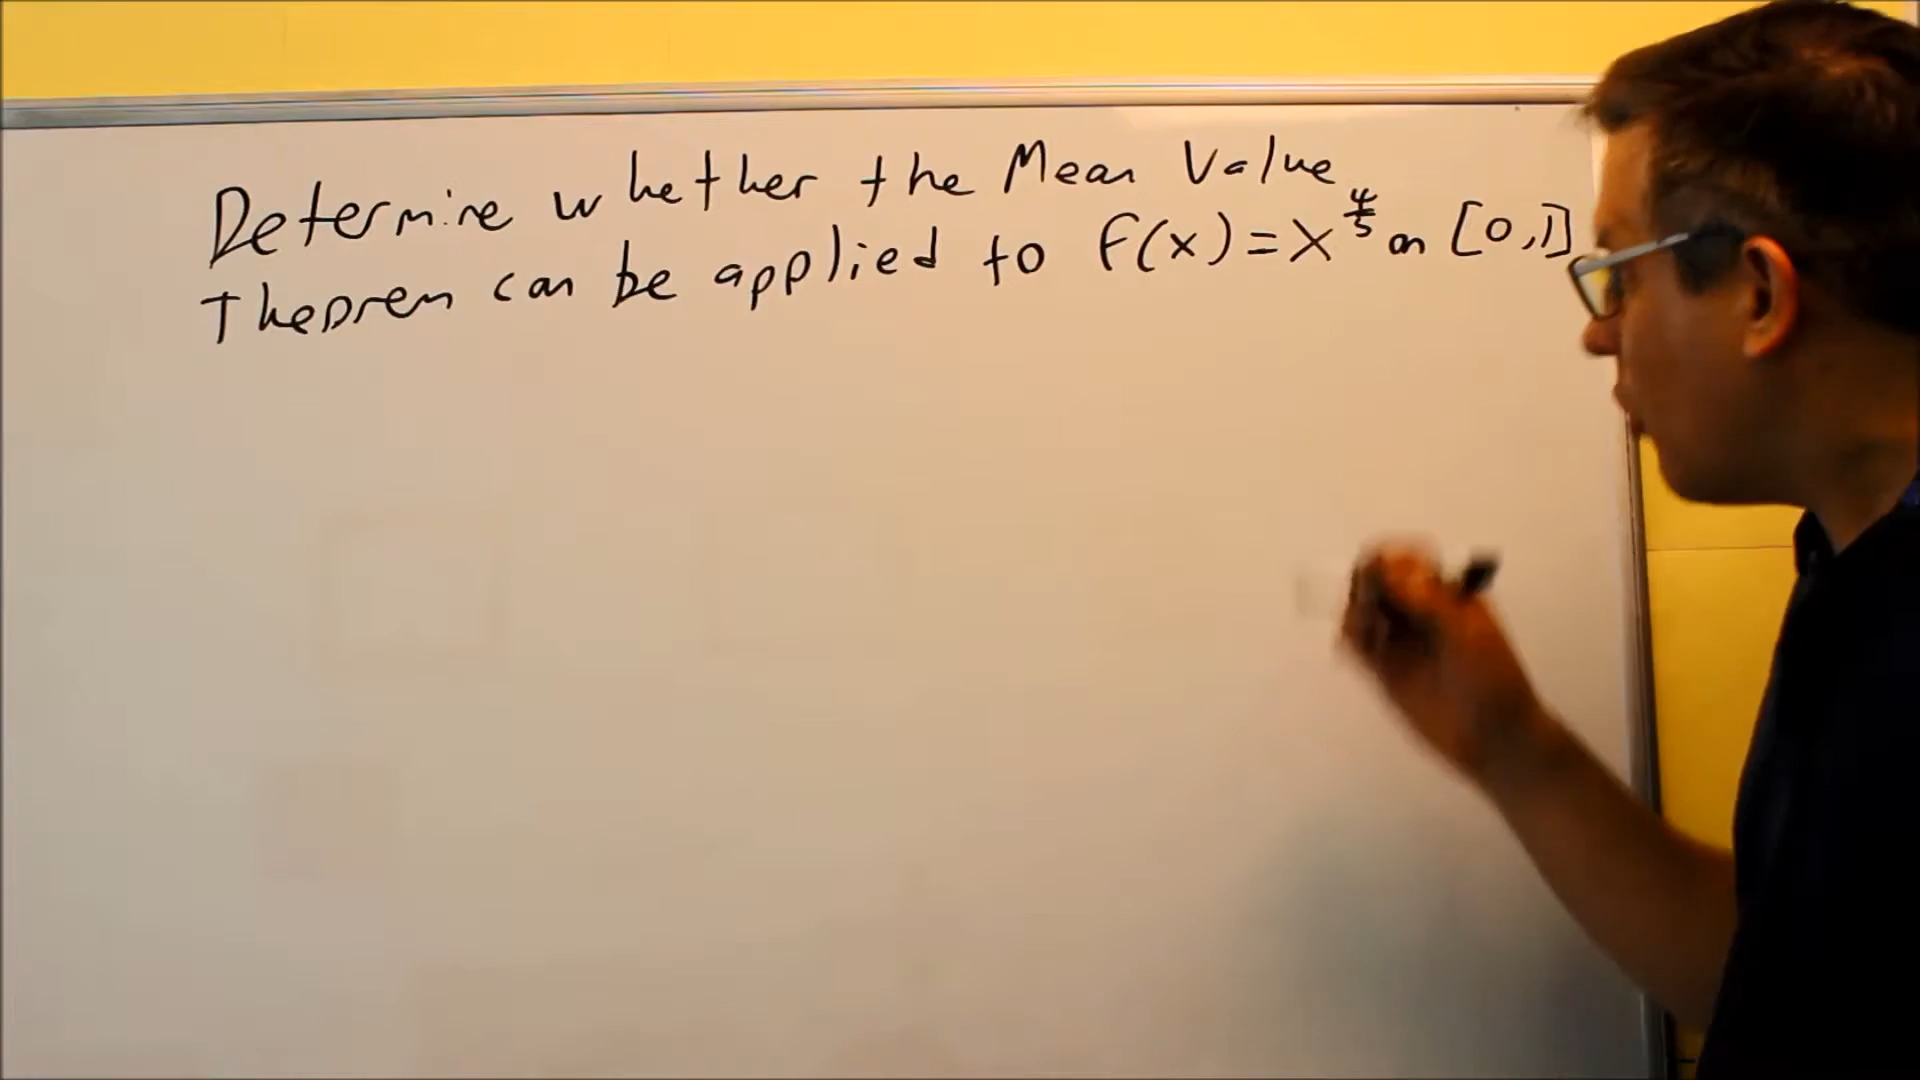 Determine whether the Mean Value
Theorem can be applied to f(x)=x^4/5 on [0,1]